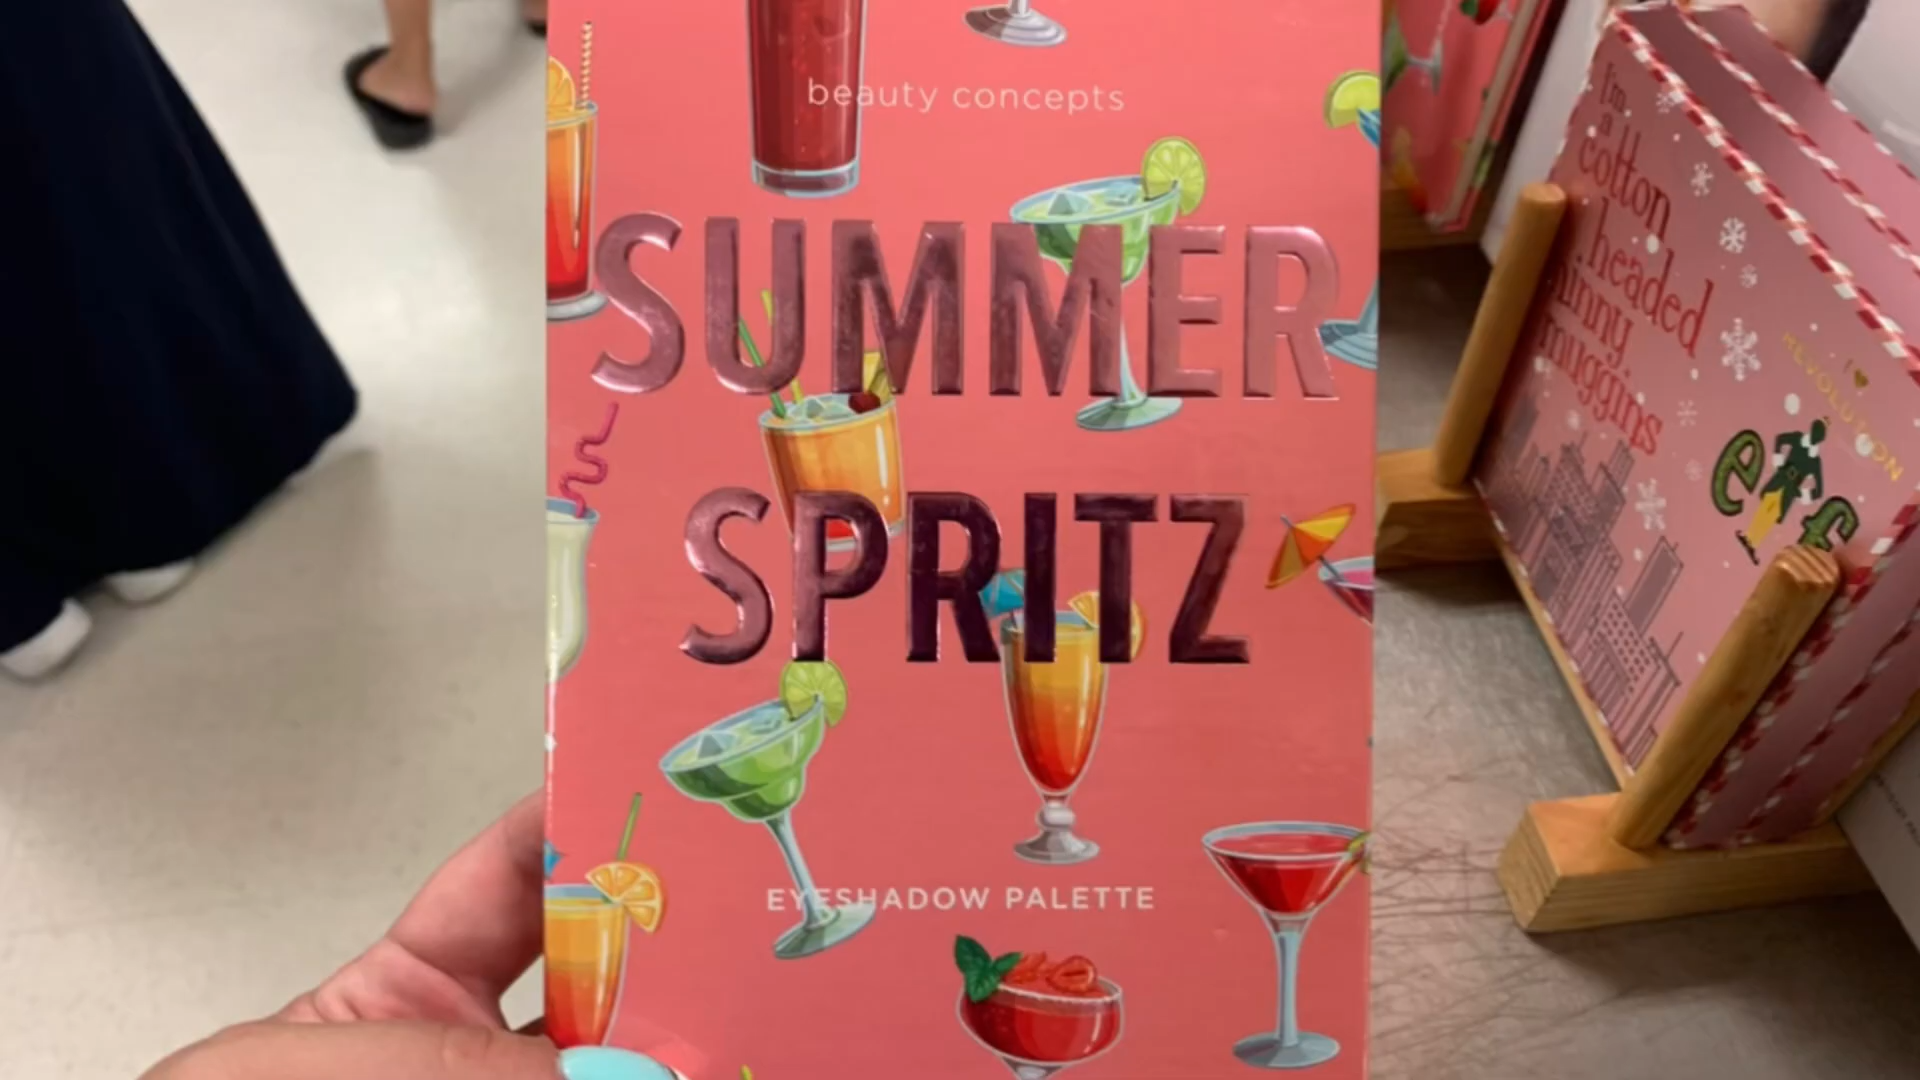 beauty concepts
SUMMER
SPRITZ
EYESHADOW PALETTE
I'm
a
cotton
headed
ninny
muggins
I
REVOLUTION
elf